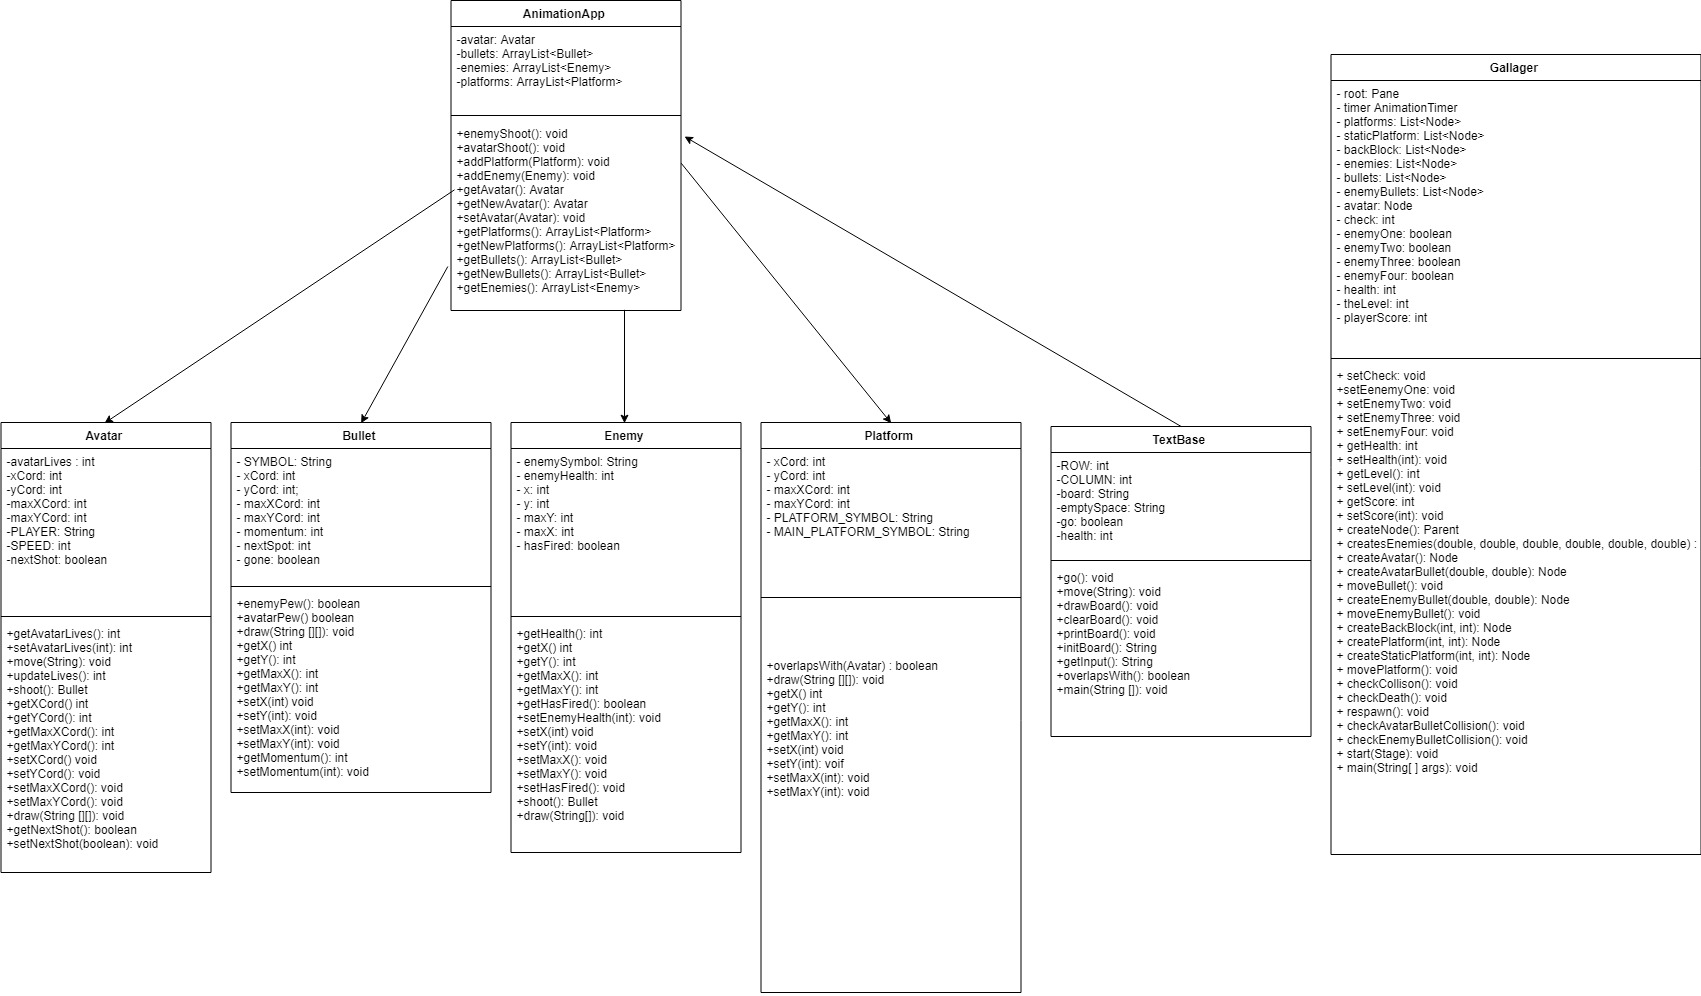 AnimationApp
-avatar: Avatar
-bullets: ArrayList<Bullet>
-enemies: ArrayList<Enemy>
-platforms: ArrayList<Platform>
+enemyShoot(): void
+avatarShoot(): void
+addPlatform(Platform): void
+addEnemy(Enemy): void
+getAvatar(): Avatar
+getNewAvatar(): Avatar
+setAvatar(Avatar): void
+getPlatforms(): ArrayList<Platform>
+getNewPlatforms(): ArrayList<Platform>
+getBullets(): ArrayList<Bullet>
+getNewBullets(): ArrayList<Bullet>
+getEnemies(): ArrayList<Enemy>
Gallager
- root: Pane
- timer AnimationTimer
- platforms: List<Node>
- staticPlatform: List<Node>
- backBlock: List<Node>
- enemies: List<Node>
- bullets: List<Node>
- enemyBullets: List<Node>
- avatar: Node
- check: int
- enemyOne: boolean
- enemyTwo: boolean
- enemyThree: boolean
- enemyFour: boolean
- health: int
- theLevel: int
- playerScore: int
+ setCheck: void
+setEenemyOne: void
+ setEnemyTwo: void
+ setEnemyThree: void
+ setEnemyFour: void
+ getHealth: int
+ setHealth(int): void
+ getLevel(): int
+ setLevel(int): void
+ getScore: int
+ setScore(int): void
+ createNode(): Parent
+ createsEnemies(double, double, double, double, double, double) :
+ createAvatar(): Node
+ createAvatarBullet(double, double): Node
+ moveBullet(): void
+ createEnemyBullet(double, double): Node
+ moveEnemyBullet(): void
+ createBackBlock(int, int): Node
+ createPlatform(int, int): Node
+ createStaticPlatform(int, int): Node
+ movePlatform(): void
+ checkCollison(): void
+ checkDeath(): void
+ respawn(): void
+ checkAvatarBulletCollision(): void
+ checkEnemyBulletCollision(): void
+ start(Stage): void
+ main(String[ ] args): void
Avatar
-avatarLives : int
-xCord: int
-yCord: int
-maxXCord: int
-maxYCord: int
-PLAYER: String
-SPEED: int
-nextShot: boolean
+getAvatarLives(): int
+setAvatarLives(int): int
+move(String): void
+updateLives(): int
+shoot(): Bullet
+getXCord() int
+getYCord(): int
+getMaxXCord(): int
+getMaxYCord(): int
+setXCord() void
+setYCord(): void
+setMaxXCord(): void
+setMaxYCord(): void
+draw(String [][]): void
+getNextShot(): boolean
+setNextShot(boolean): void
Bullet
- SYMBOL: String
- xCord: int
- yCord: int;
- maxXCord: int
- maxYCord: int
- momentum: int
- nextSpot: int
- gone: boolean
+enemyPew(): boolean
+avatarPew() boolean
+draw(String [][]): void
+getX() int
+getY(): int
+getMaxX(): int
+getMaxY(): int
+setX(int) void
+setY(int): void
+setMaxX(int): void
+setMaxY(int): void
+getMomentum(): int
+setMomentum(int): void
Enemy
- enemySymbol: String
- enemyHealth: int
- x: int
- y: int
- maxY: int
- maxX: int
- hasFired: boolean
+getHealth(): int
+getX() int
+getY(): int
+getMaxX(): int
+getMaxY(): int
+getHasFired(): boolean
+setEnemyHealth(int): void
+setX(int) void
+setY(int): void
+setMaxX(): void
+setMaxY(): void
+setHasFired(): void
+shoot(): Bullet
+draw(String[]): void
Platform
- xCord: int
- yCord: int
- maxXCord: int
- maxYCord: int
- PLATFORM_SYMBOL: String
- MAIN_PLATFORM_SYMBOL: String
+overlapsWith(Avatar) : boolean
+draw(String [][]): void
+getX() int
+getY(): int
+getMaxX(): int
+getMaxY(): int
+setX(int) void
+setY(int): voif
+setMaxX(int): void
+setMaxY(int): void
TextBase
-ROW: int
-COLUMN: int
-board: String
-emptySpace: String
-go: boolean
-health: int
+go(): void
+move(String): void
+drawBoard(): void
+clearBoard(): void
+printBoard(): void
+initBoard(): String
+getInput(): String
+overlapsWith(): boolean
+main(String []): void